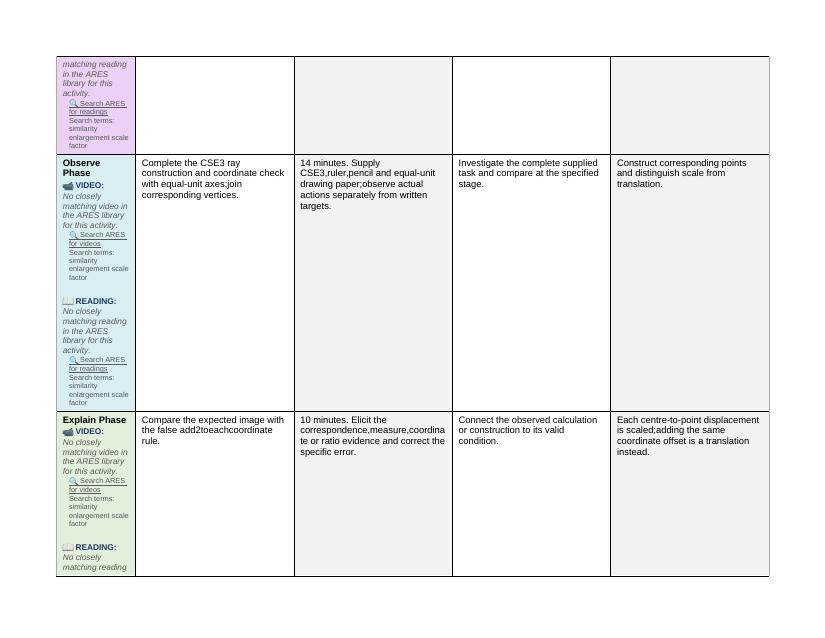 matching reading
in the ARES
library for this
activity.
🔍 Search ARES
for readings
Search terms:
similarity
enlargement scale
factor
Observe
Phase
📹 VIDEO:
No closely
matching video in
the ARES library
for this activity.
🔍 Search ARES
for videos
Search terms:
similarity
enlargement scale
factor
📖 READING:
No closely
matching reading
in the ARES
library for this
activity.
🔍 Search ARES
for readings
Search terms:
similarity
enlargement scale
factor
Complete the CSE3 ray
construction and coordinate check
with equal-unit axes;join
corresponding vertices.
14 minutes. Supply
CSE3,ruler,pencil and equal-unit
drawing paper;observe actual
actions separately from written
targets.
Investigate the complete supplied
task and compare at the specified
stage.
Construct corresponding points
and distinguish scale from
translation.
Explain Phase
📹 VIDEO:
No closely
matching video in
the ARES library
for this activity.
🔍 Search ARES
for videos
Search terms:
similarity
enlargement scale
factor
📖 READING:
No closely
matching reading
Compare the expected image with
the false add2toeachcoordinate
rule.
10 minutes. Elicit the
correspondence,measure,coordina
te or ratio evidence and correct the
specific error.
Connect the observed calculation
or construction to its valid
condition.
Each centre-to-point displacement
is scaled;adding the same
coordinate offset is a translation
instead.